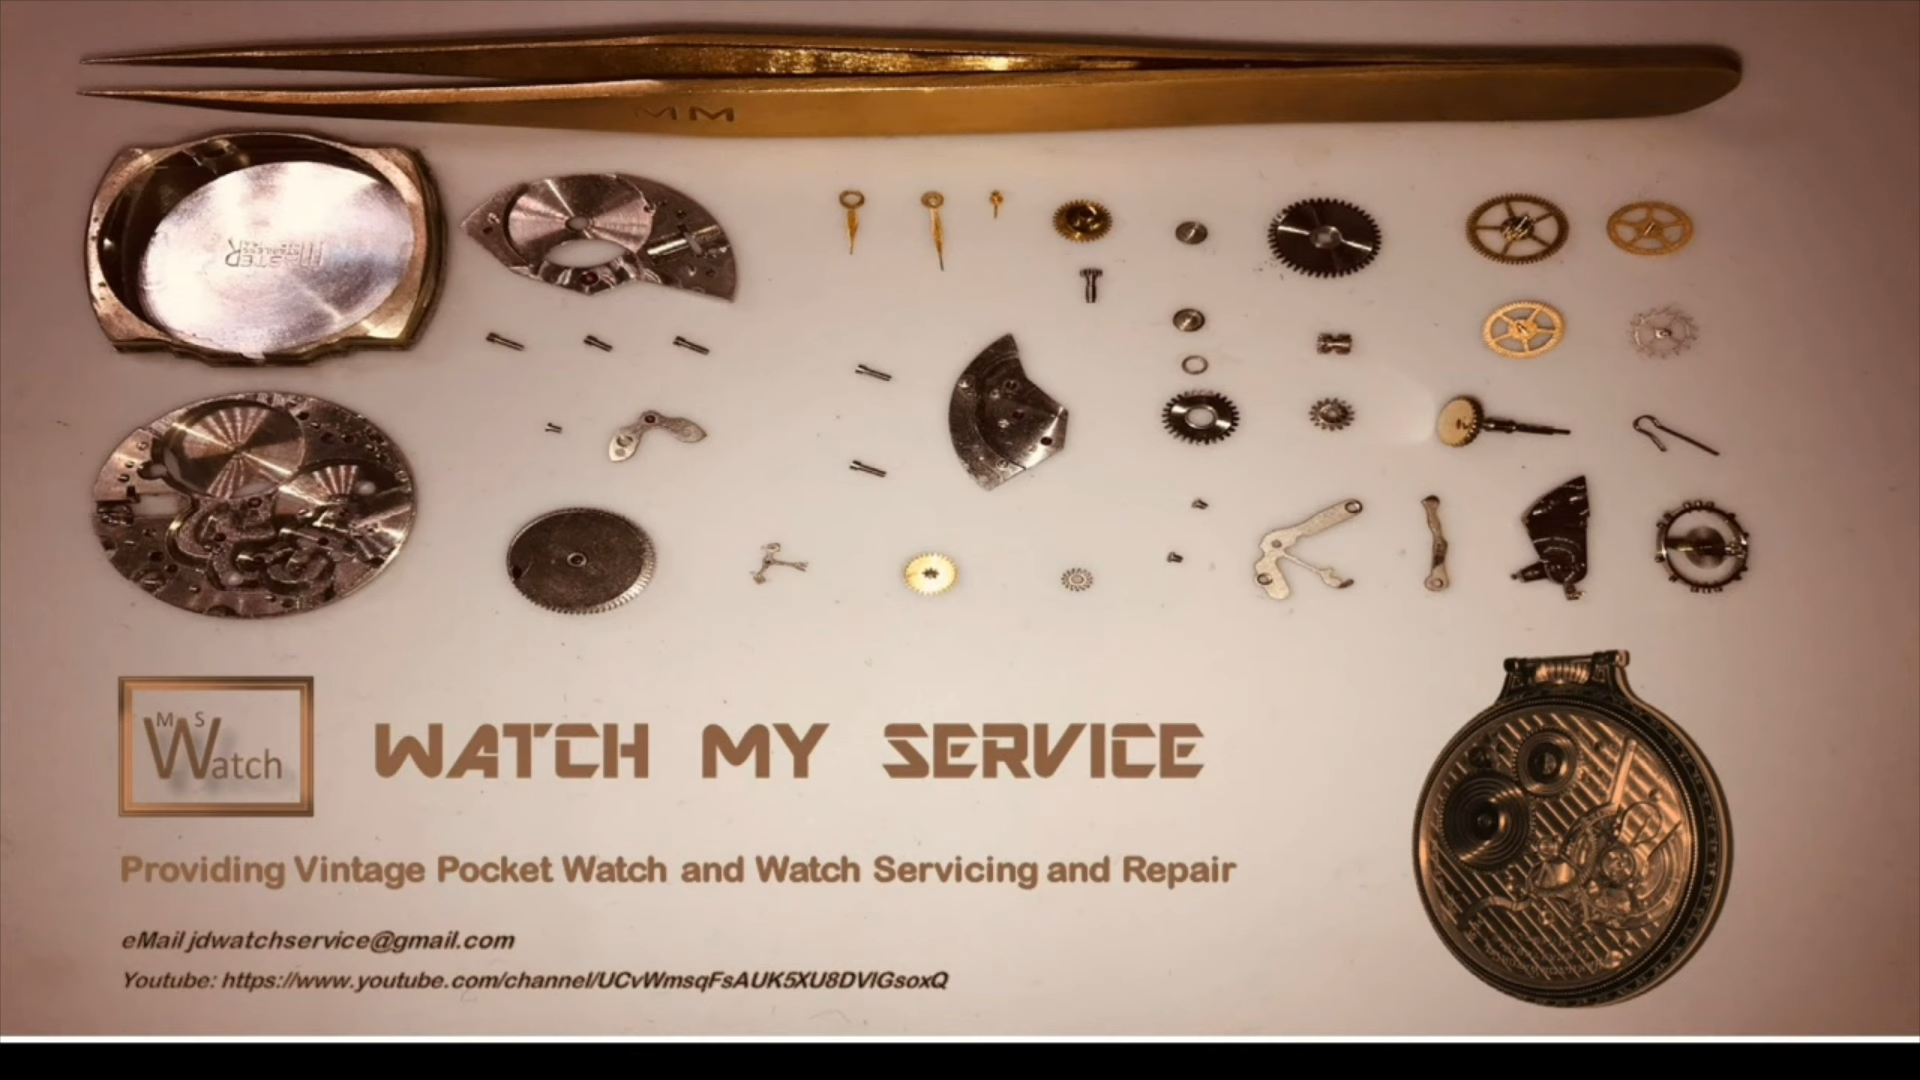 MM
M S
Watch
WATCH MY SERVICE
Providing Vintage Pocket Watch and Watch Servicing and Repair
eMail jdwatchservice@gmail.com
Youtube: https://www.youtube.com/channel/UCvWmsqFsAUK5XU8DVIGsoxQ